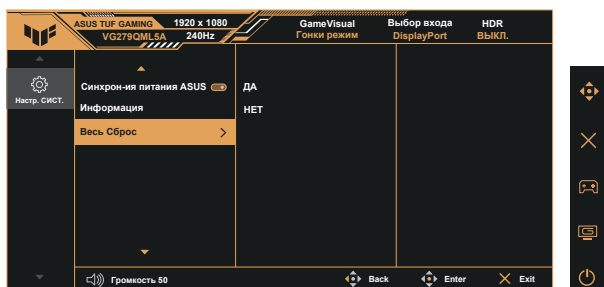 ASUS TUF GAMING 1920 x 1080 GameVisual Выбор входа HDR
VG279QML5A 240Hz Гонки режим DisplayPort ВЫКЛ.
Настр. СИСТ.
Синхрон-ия питания ASUS ДА
Информация НЕТ
Весь Сброс
Громкость 50 Back Enter Exit